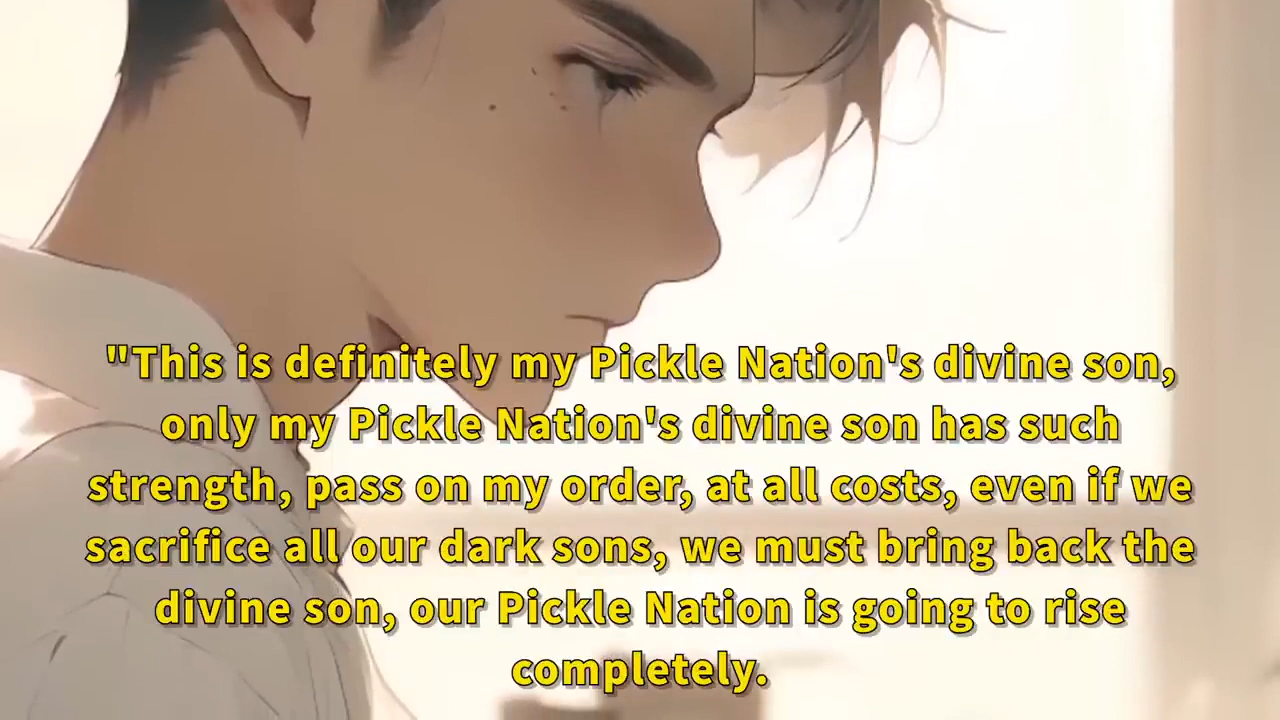 "This is definitely my Pickle Nation's divine son,
only my Pickle Nation's divine son has such
strength, pass on my order, at all costs, even if we
sacrifice all our dark sons, we must bring back the
divine son, our Pickle Nation is going to rise
completely.